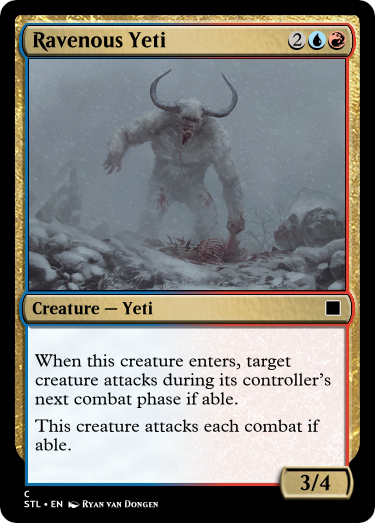 Ravenous Yeti 2
Creature — Yeti
When this creature enters, target
creature attacks during its controller's
next combat phase if able.
This creature attacks each combat if
able.
3/4
C
STL • EN Ryan van Dongen